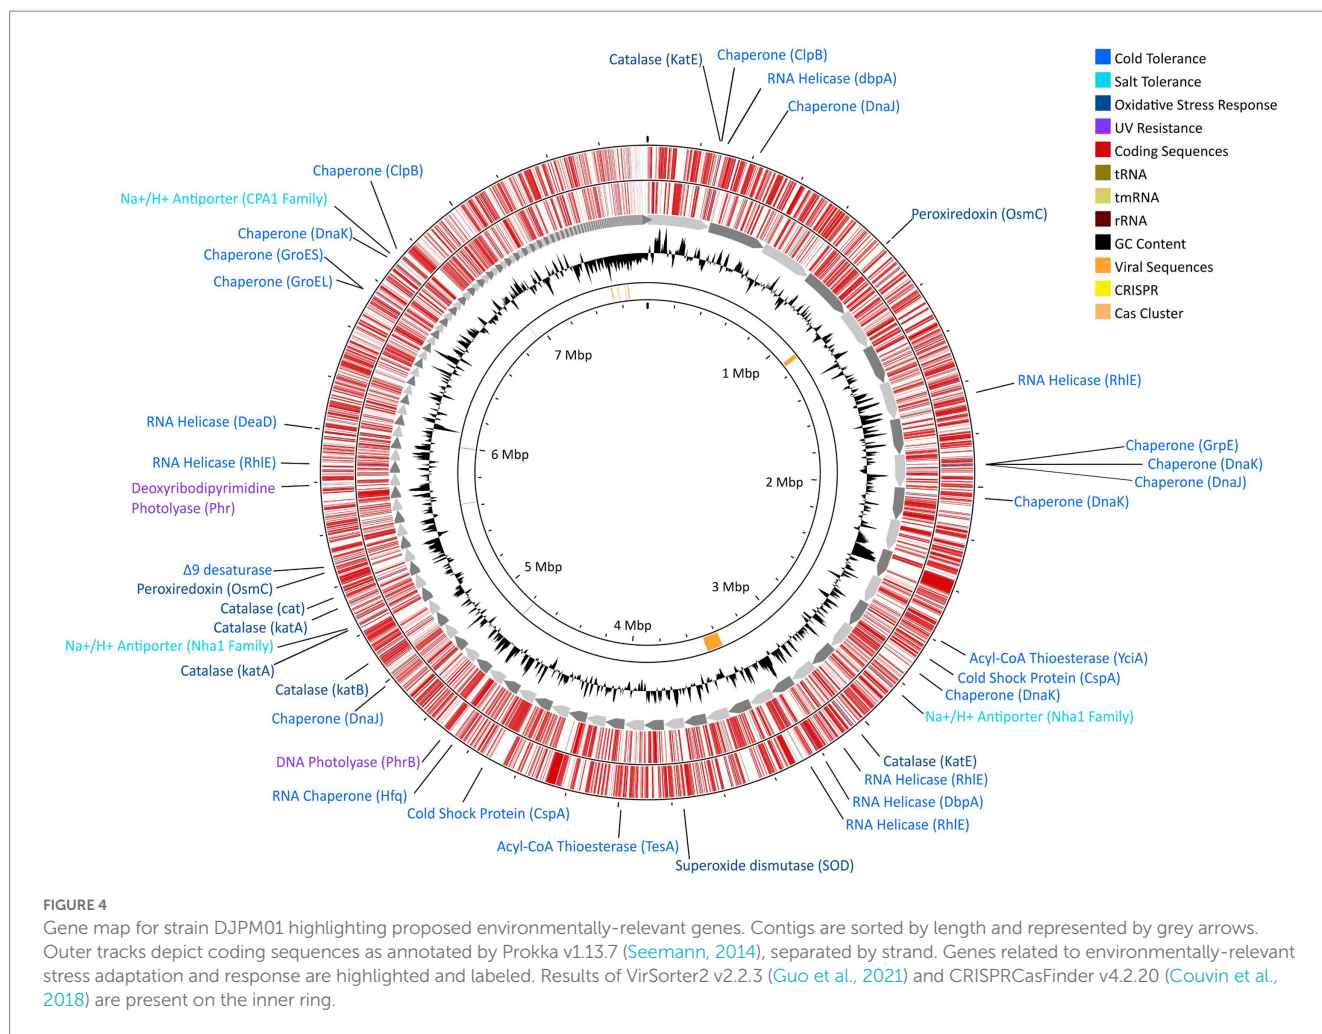 Catalase (KatE)
Chaperone (ClpB)
RNA Helicase (dbpA)
Chaperone (DnaJ)
Peroxiredoxin (OsmC)
RNA Helicase (RhlE)
Chaperone (GrpE)
Chaperone (DnaK)
Chaperone (DnaJ)
Chaperone (DnaK)
Acyl-CoA Thioesterase (YciA)
Cold Shock Protein (CspA)
Chaperone (DnaK)
Na+/H+ Antiporter (Nha1 Family)
Catalase (KatE)
RNA Helicase (RhlE)
RNA Helicase (DbpA)
RNA Helicase (RhlE)
Superoxide dismutase (SOD)
Acyl-CoA Thioesterase (TesA)
Cold Shock Protein (CspA)
RNA Chaperone (Hfq)
DNA Photolyase (PhrB)
Chaperone (DnaJ)
Catalase (katB)
Catalase (katA)
Na+/H+ Antiporter (Nha1 Family)
Catalase (katA)
Catalase (cat)
Peroxiredoxin (OsmC)
Δ9 desaturase
Deoxyribodipyrimidine
Photolyase (Phr)
RNA Helicase (RhlE)
RNA Helicase (DeaD)
Chaperone (GroEL)
Chaperone (GroES)
Chaperone (DnaK)
Na+/H+ Antiporter (CPA1 Family)
Chaperone (ClpB)
1 Mbp
2 Mbp
3 Mbp
4 Mbp
5 Mbp
6 Mbp
7 Mbp
Cold Tolerance
Salt Tolerance
Oxidative Stress Response
UV Resistance
Coding Sequences
tRNA
tmRNA
rRNA
GC Content
Viral Sequences
CRISPR
Cas Cluster
FIGURE 4
Gene map for strain DJPM01 highlighting proposed environmentally-relevant genes. Contigs are sorted by length and represented by grey arrows.
Outer tracks depict coding sequences as annotated by Prokka v1.13.7 (Seemann, 2014), separated by strand. Genes related to environmentally-relevant
stress adaptation and response are highlighted and labeled. Results of VirSorter2 v2.2.3 (Guo et al., 2021) and CRISPRCasFinder v4.2.20 (Couvin et al.,
2018) are present on the inner ring.